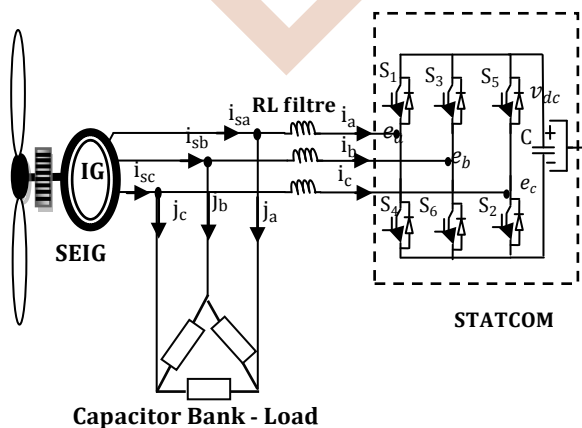 S1 S3 S5
vdc
RL filtre
isa
ia
isb
ea
ib
C
+
-
IG
isc
ic
eb
ec
jc
jb
ja
S4 S6 S2
SEIG
STATCOM
Capacitor Bank - Load